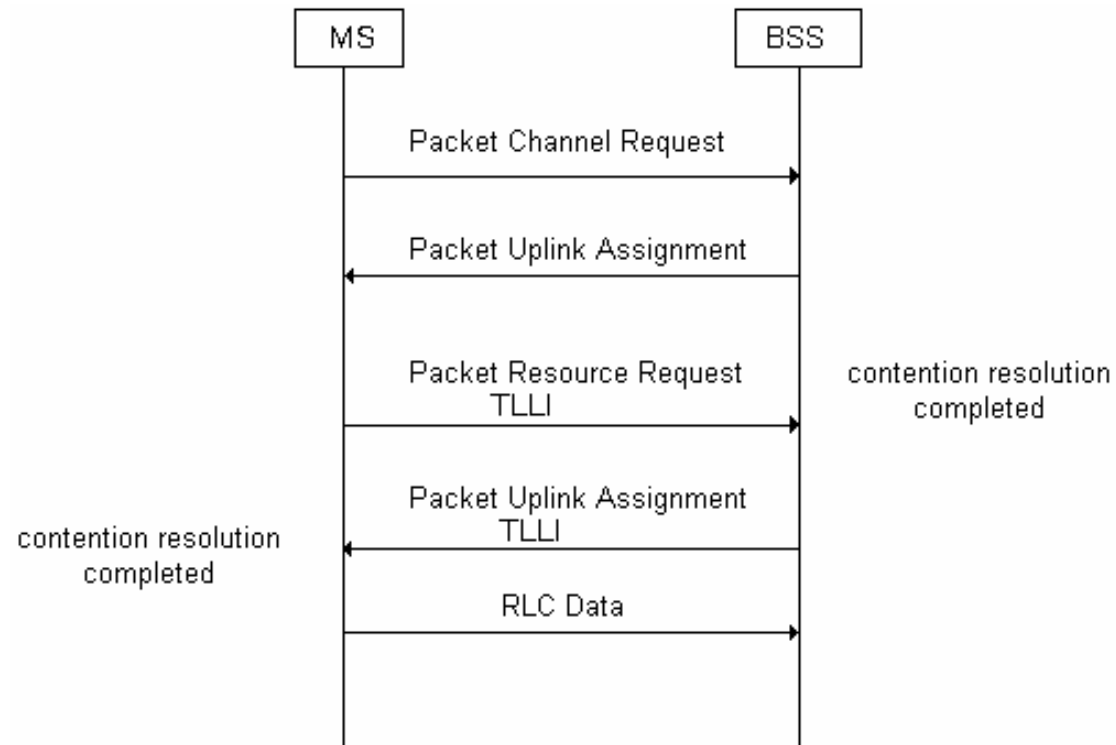 MS
BSS
Packet Channel Request
Packet Uplink Assignment
Packet Resource Request
TLLI
contention resolution
completed
Packet Uplink Assignment
TLLI
contention resolution
completed
RLC Data